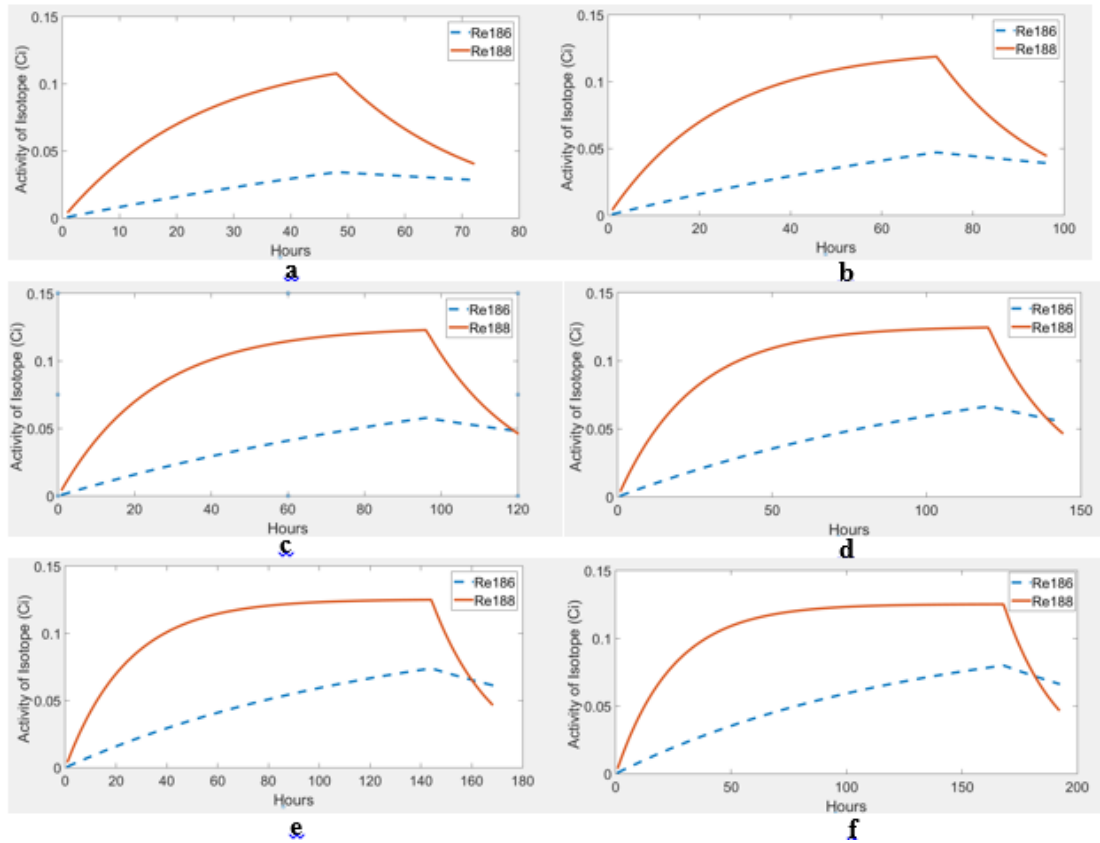 Activity of Isotope (Ci)
0.15
0.1
0.05
0
0 10 20 30 40 50 60 70 80
Hours
Re186
Re188
a
Activity of Isotope (Ci)
0.15
0.1
0.05
0
0 20 40 60 80 100
Hours
Re186
Re188
b
Activity of Isotope (Ci)
0.15
0.1
0.05
0
0 20 40 60 80 100 120
Hours
Re186
Re188
c
Activity of Isotope (Ci)
0.15
0.1
0.05
0
0 50 100 150
Hours
Re186
Re188
d
Activity of Isotope (Ci)
0.15
0.1
0.05
0
0 20 40 60 80 100 120 140 160 180
Hours
Re186
Re188
e
Activity of Isotope (Ci)
0.15
0.1
0.05
0
0 50 100 150 200
Hours
Re186
Re188
f